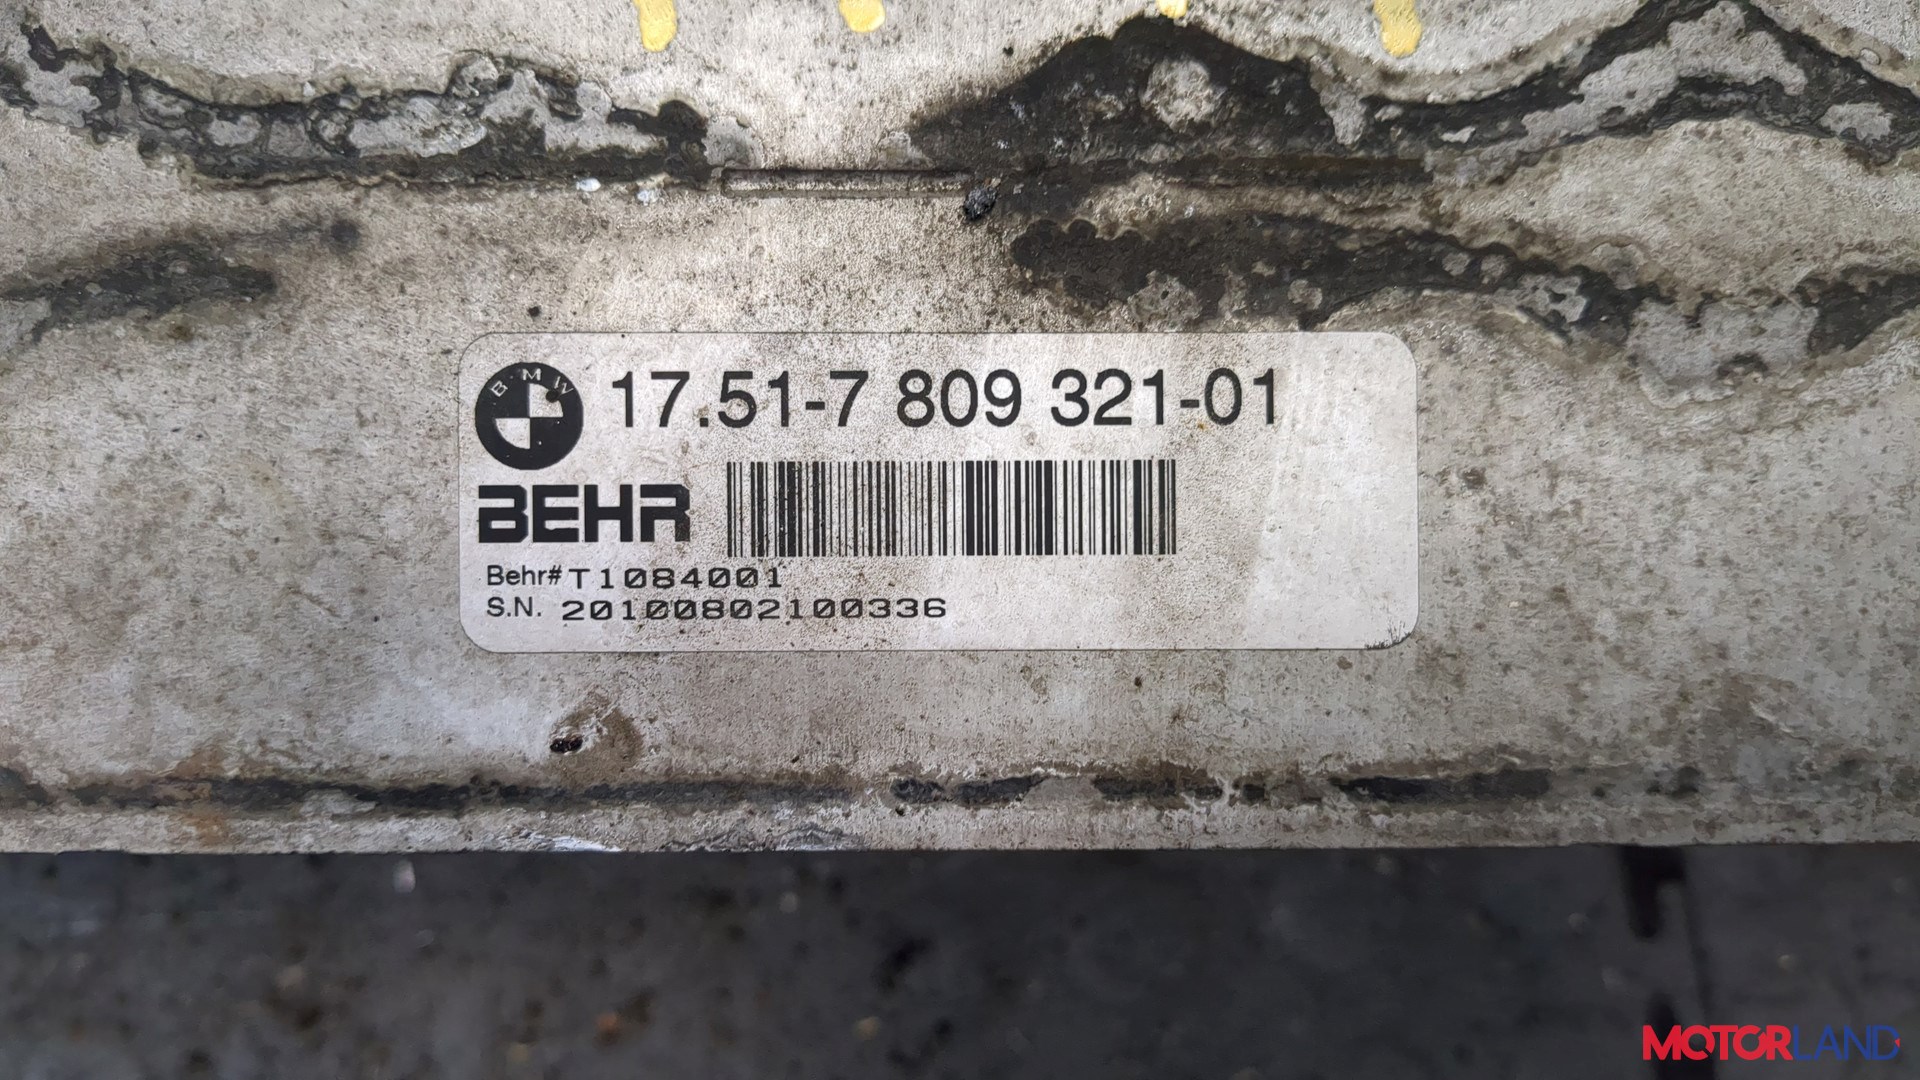 BMW
17.51-7 809 321-01
BEHR
Behr# T1084001
S.N. 20100802100336
MOTORLAND